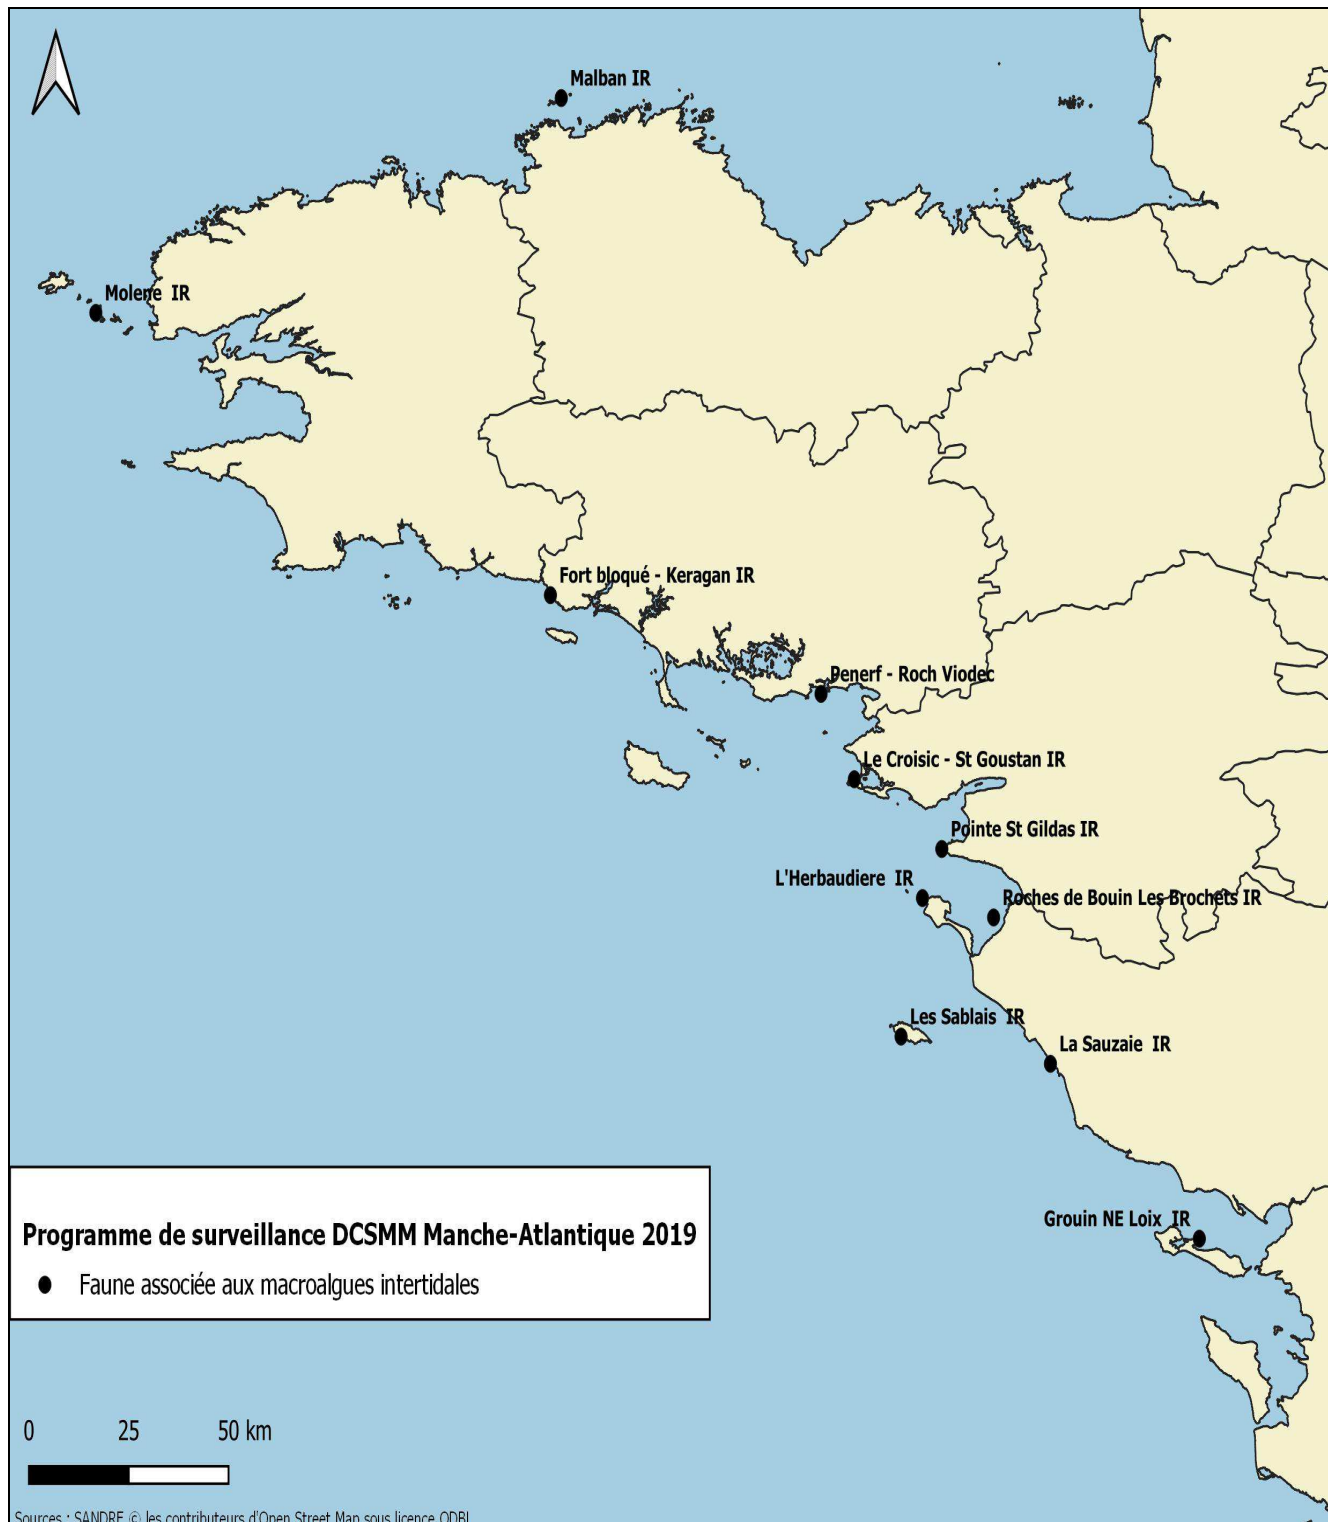 Malban IR
Molene IR
Fort bloqué - Keragan IR
Penerf - Roch Viodec
Le Croisic - St Goustan IR
Pointe St Gildas IR
L'Herbaudiere IR
Roches de Bouin Les Brochets IR
Les Sablais IR
La Sauzaie IR
Grouin NE Loix IR
Programme de surveillance DCSMM Manche-Atlantique 2019
Faune associée aux macroalgues intertidales
0 25 50 km
Sources : SANDRE © les contributeurs d'Open Street Map sous licence ODBL